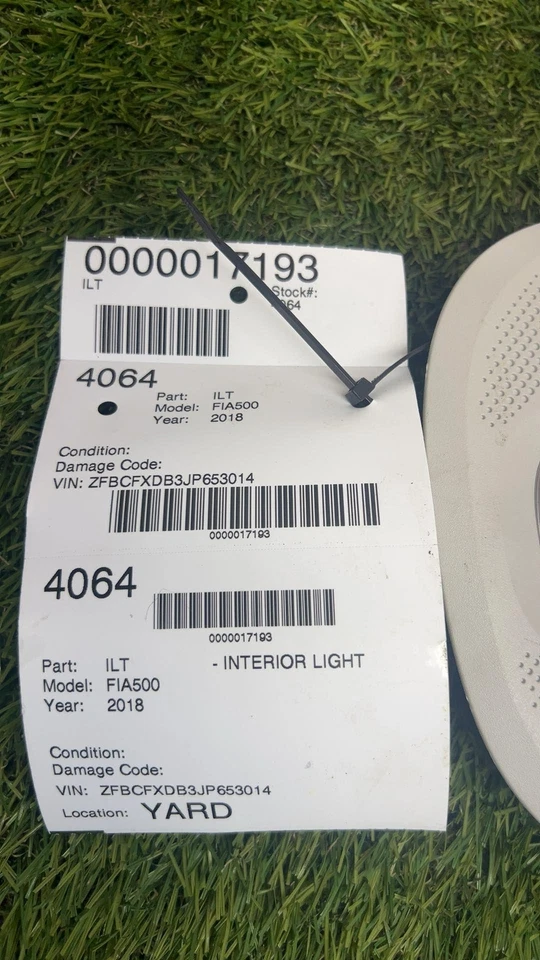 0000017193
ILT
Stock#:
4064
4064
Part: ILT
Model: FIA500
Year: 2018
Condition:
Damage Code:
VIN: ZFBCFXDB3JP653014
0000017193
4064
0000017193
Part: ILT - INTERIOR LIGHT
Model: FIA500
Year: 2018
Condition:
Damage Code:
VIN: ZFBCFXDB3JP653014
Location: YARD